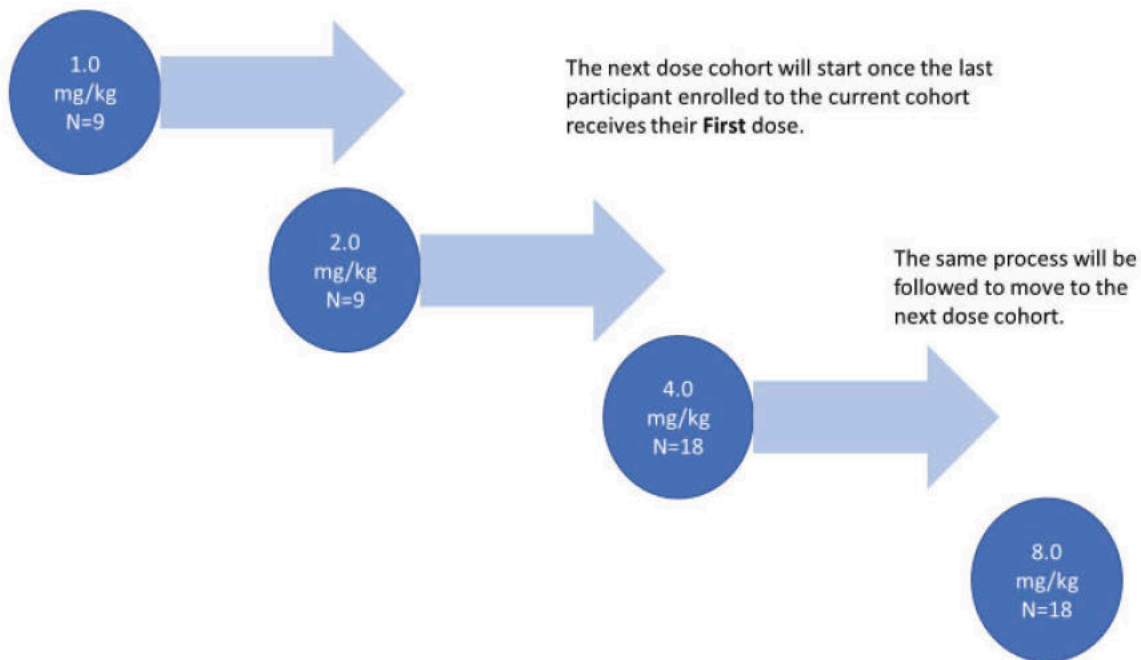 1.0
mg/kg
N=9
The next dose cohort will start once the last
participant enrolled to the current cohort
receives their First dose.
2.0
mg/kg
N=9
The same process will be
followed to move to the
next dose cohort.
4.0
mg/kg
N=18
8.0
mg/kg
N=18